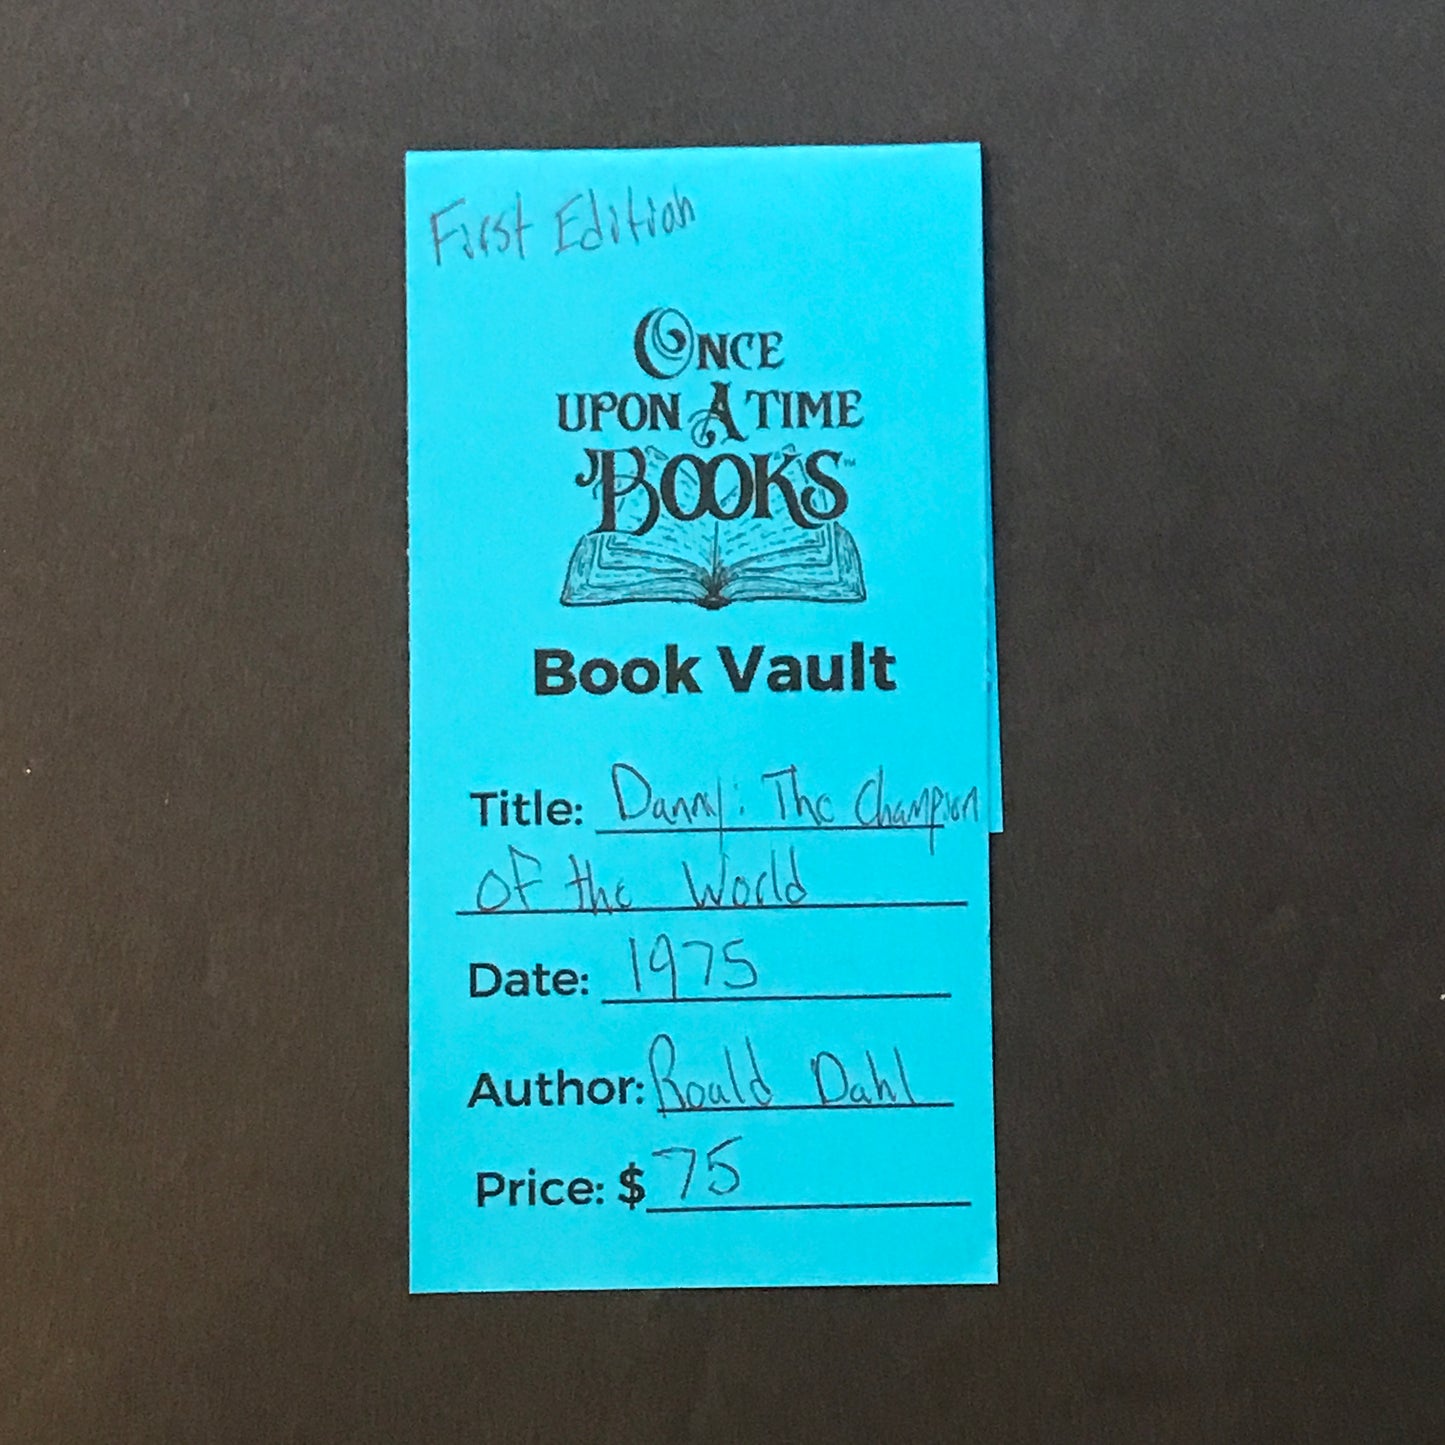 First Edition
ONCE
UPON A TIME
BOOKS™
Book Vault
Title: Danny: The Champion
of the World
Date: 1975
Author: Roald Dahl
Price: $75